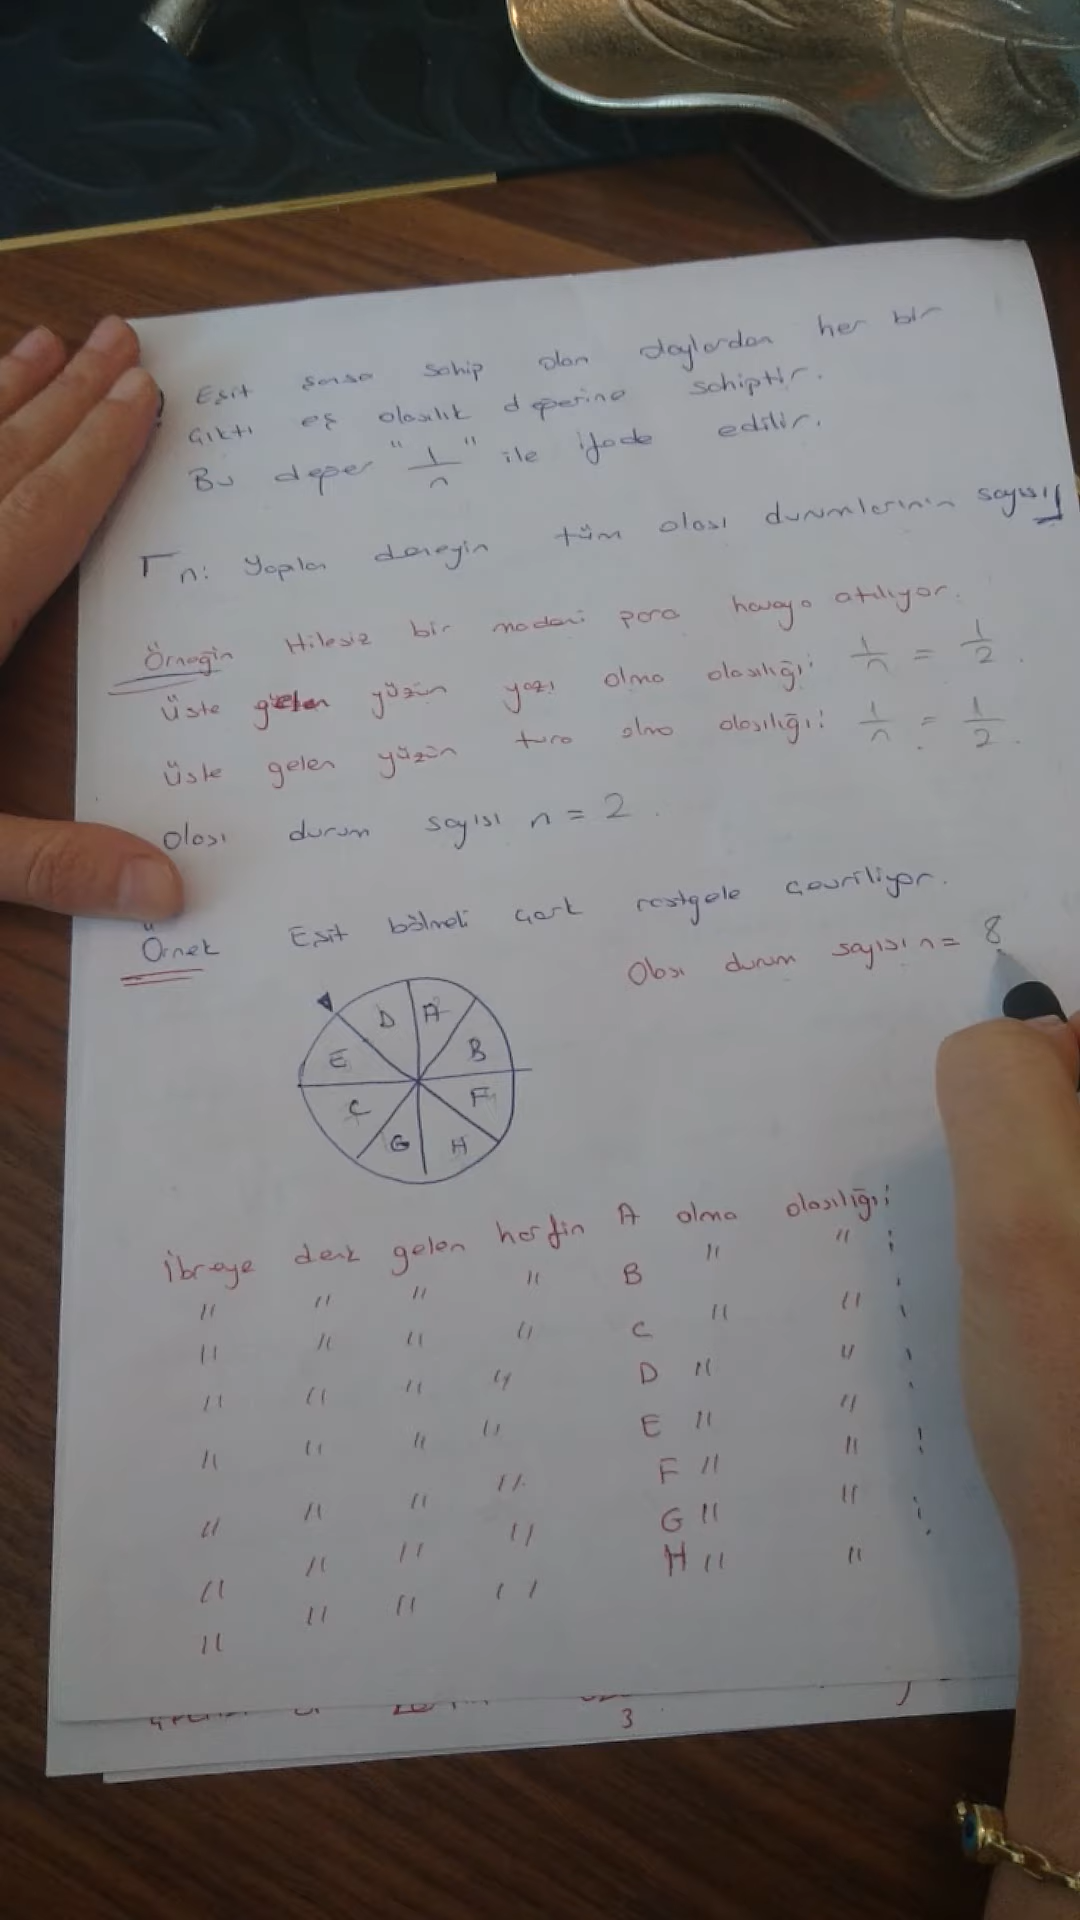 Eşit şansa sahip olan olaylardan her bir
çıktı eş olasılık değerine sahiptir.
Bu değer "1/n" ile ifade edilir.
n: Yapılan deneyin tüm olası durumlarının sayısı
Örneğin Hilesiz bir madeni para havaya atılıyor.
Üste gelen yüzün yazı olma olasılığı: 1/n = 1/2.
Üste gelen yüzün tura olma olasılığı: 1/n = 1/2.
Olası durum sayısı n = 2.
Örnek Eşit bölmeli çark rastgele çevriliyor.
Olası durum sayısı n = 8
D A
E B
C F
G H
İbreye denk gelen harfin A olma olasılığı:
" " " " B " " :
" " " " C " " :
" " " " D " " :
" " " " E " " :
" " " " F " "
" " " " G " " :
" " " " H " "
3